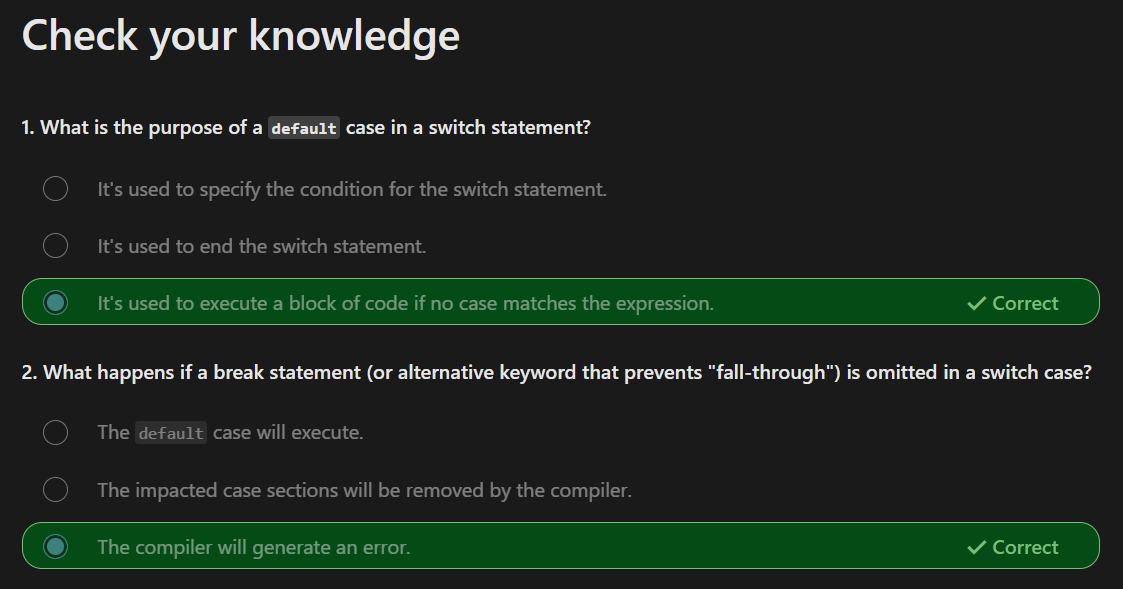 Check your knowledge
1. What is the purpose of a default case in a switch statement?
It's used to specify the condition for the switch statement.
It's used to end the switch statement.
It's used to execute a block of code if no case matches the expression. Correct
2. What happens if a break statement (or alternative keyword that prevents "fall-through") is omitted in a switch case?
The default case will execute.
The impacted case sections will be removed by the compiler.
The compiler will generate an error. Correct